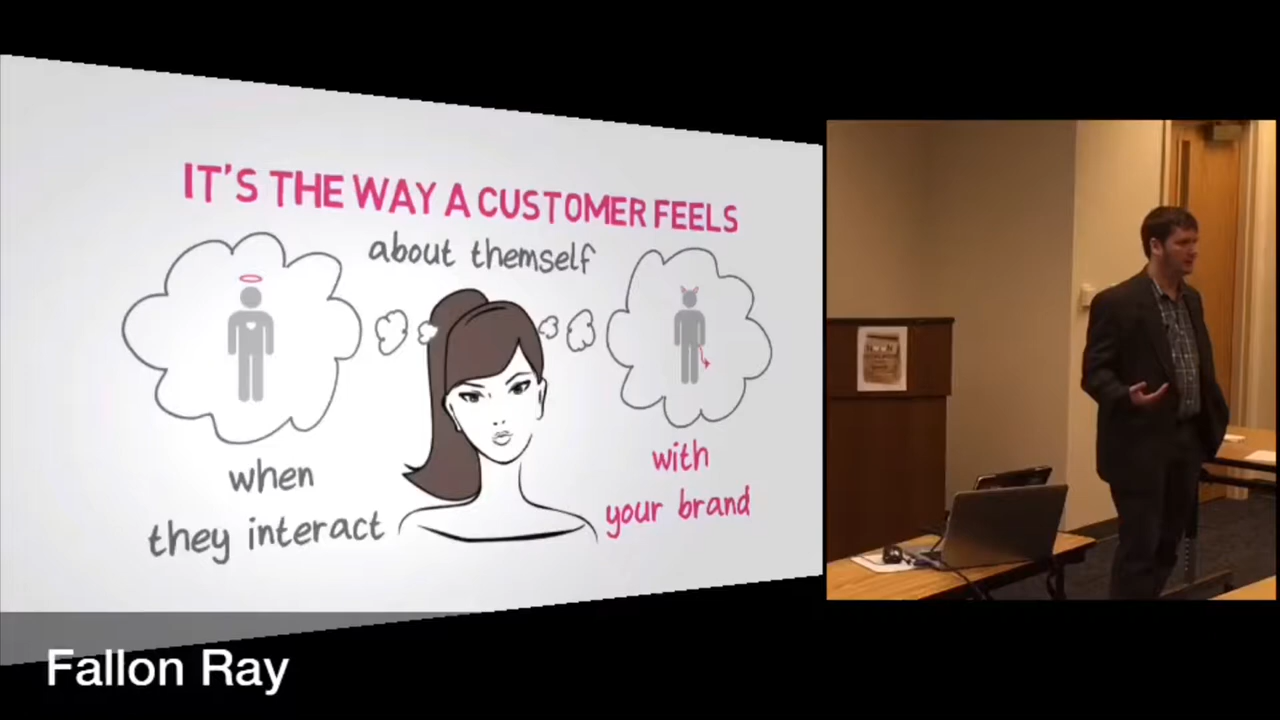 IT'S THE WAY A CUSTOMER FEELS
about themself
when
they interact
with
your brand
Fallon Ray